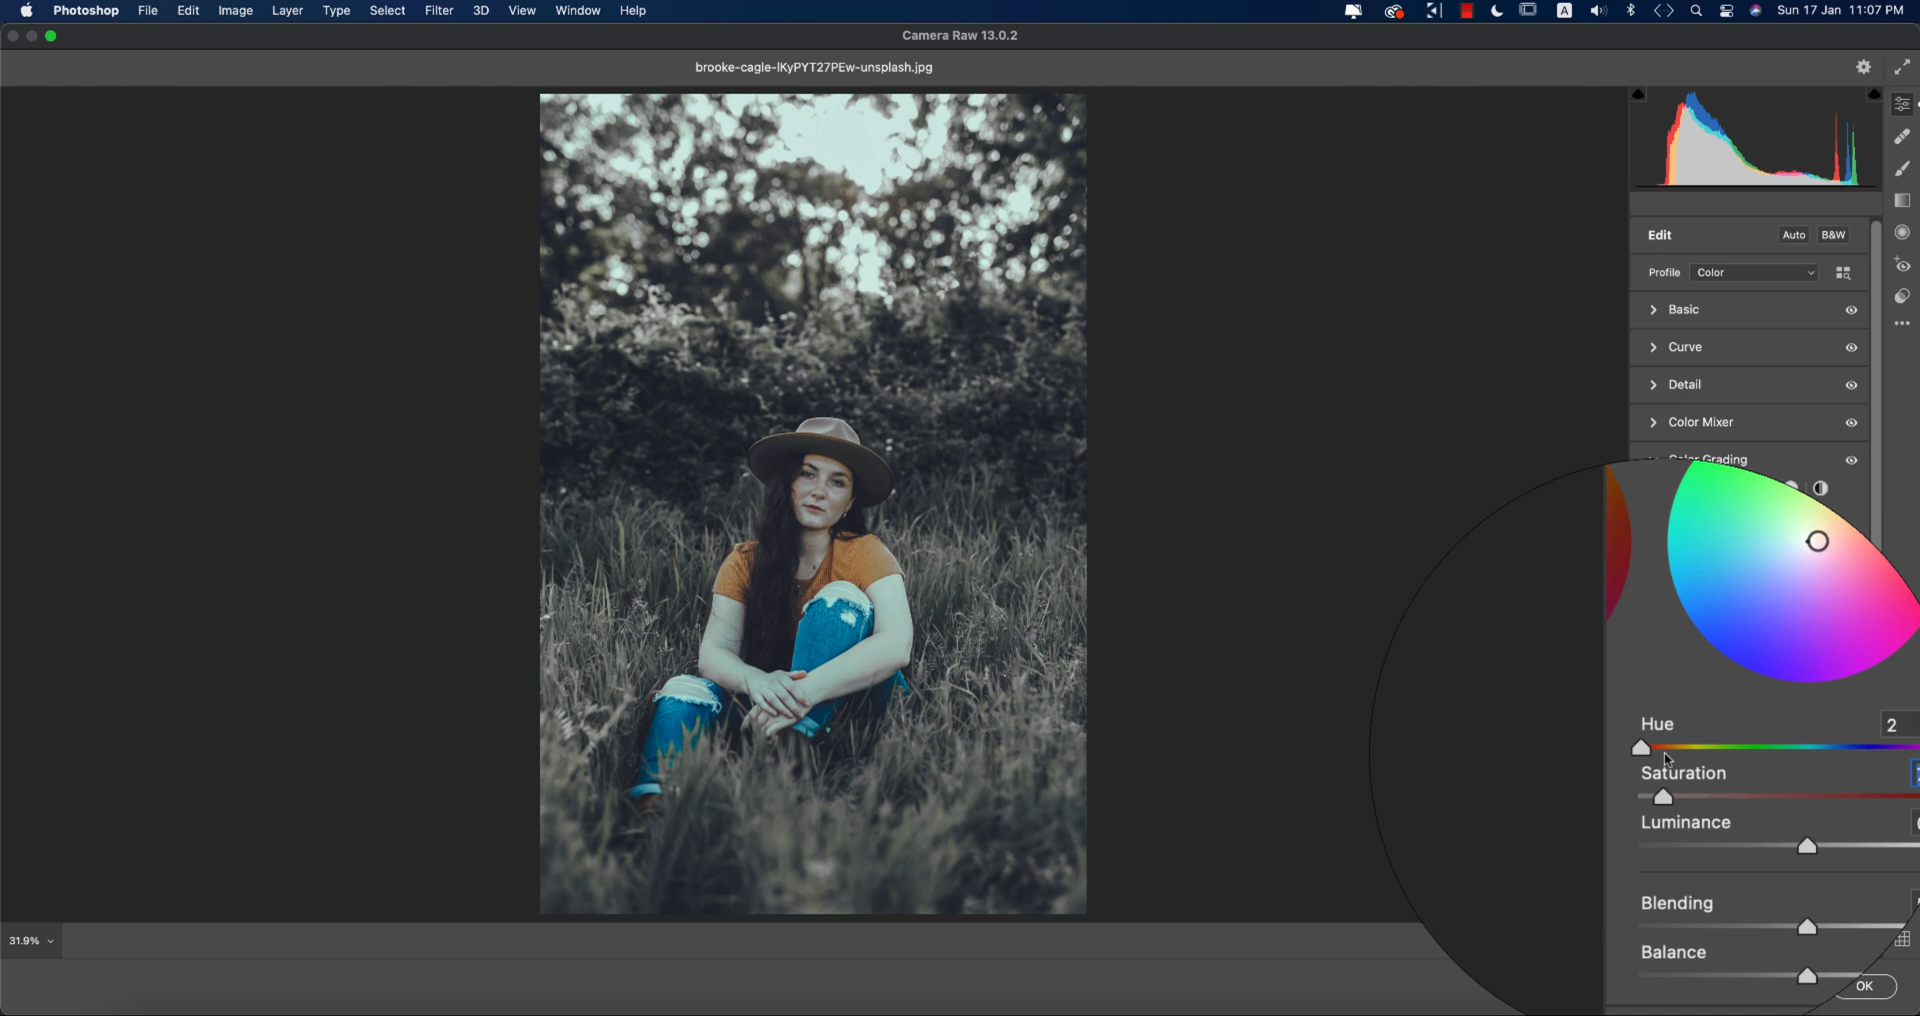 Photoshop File Edit Image Layer Type Select Filter 3D View Window Help
A Sun 17 Jan 11:07 PM
Camera Raw 13.0.2
brooke-cagle-lKyPYT27PEw-unsplash.jpg
Edit Auto B&W
Profile Color
Basic
Curve
Detail
Color Mixer
Color Grading
Hue 2
Saturation
Luminance
Blending
Balance
31.9%
OK